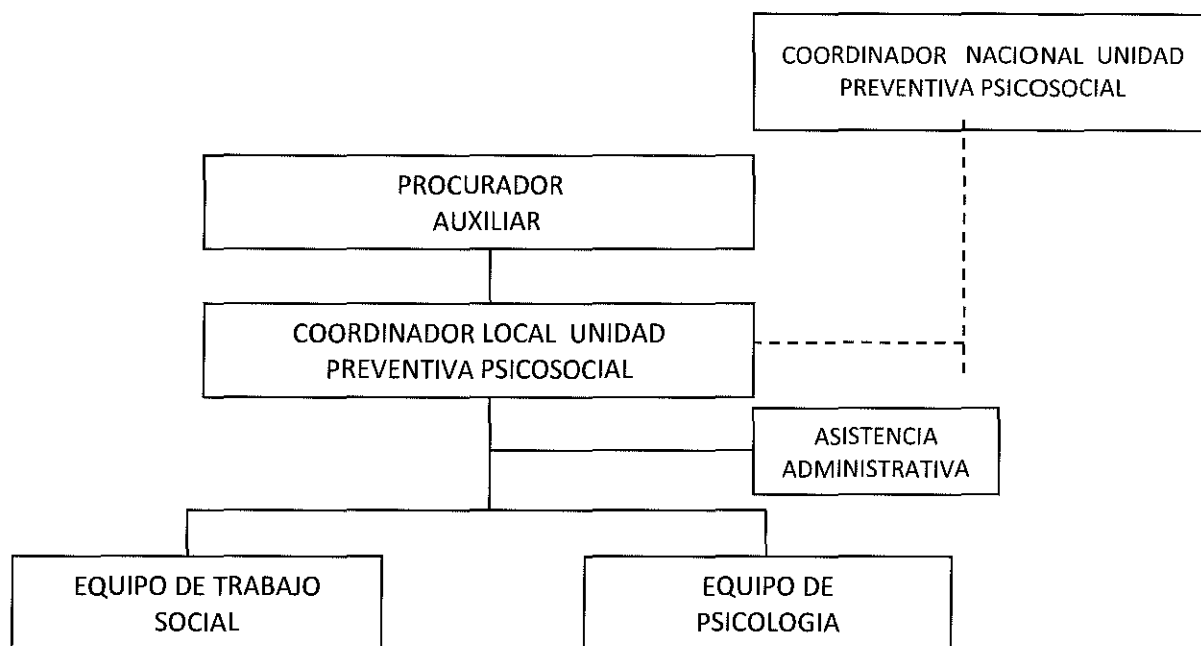 COORDINADOR NACIONAL UNIDAD
PREVENTIVA PSICOSOCIAL
PROCURADOR
AUXILIAR
COORDINADOR LOCAL UNIDAD
PREVENTIVA PSICOSOCIAL
ASISTENCIA
ADMINISTRATIVA
EQUIPO DE TRABAJO
SOCIAL
EQUIPO DE
PSICOLOGIA